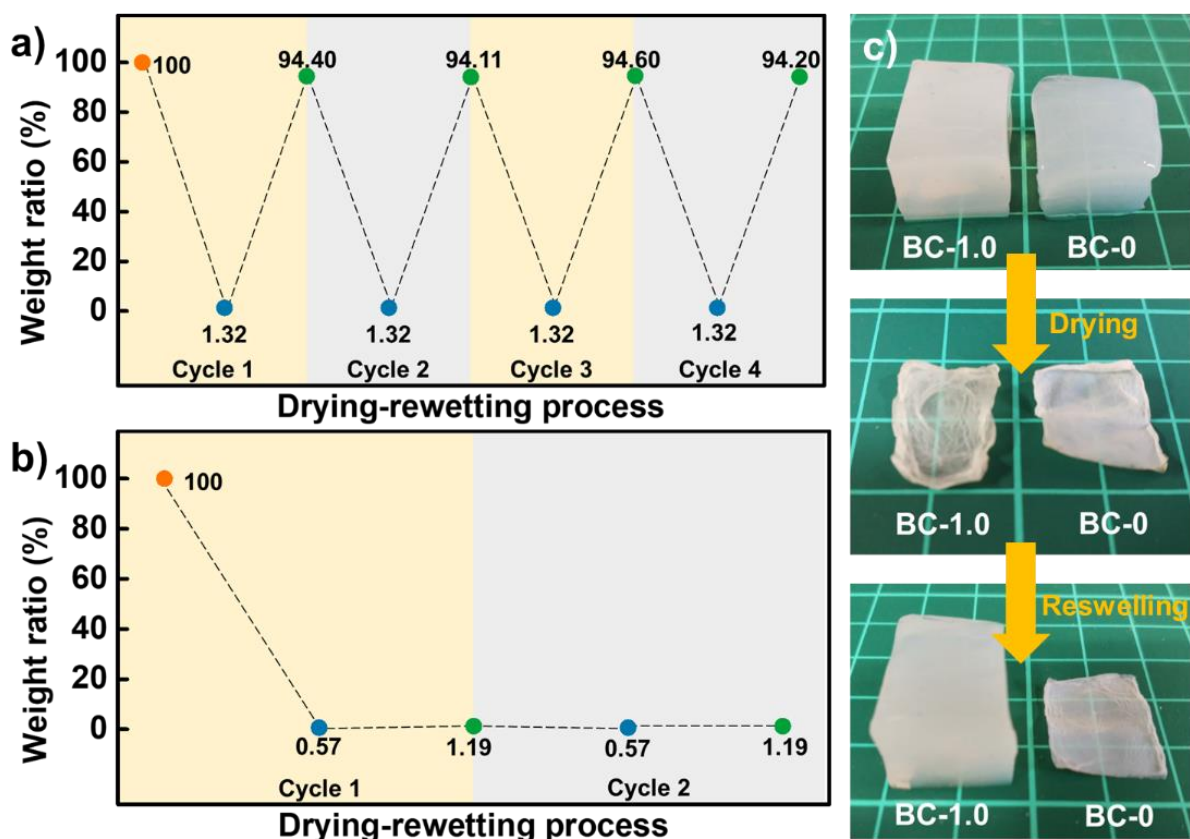 a)
Weight ratio (%)
100
80
60
40
20
0
100
94.40
94.11
94.60
94.20
1.32
1.32
1.32
1.32
Cycle 1
Cycle 2
Cycle 3
Cycle 4
Drying-rewetting process
b)
Weight ratio (%)
100
80
60
40
20
0
100
0.57
1.19
0.57
1.19
Cycle 1
Cycle 2
Drying-rewetting process
c)
BC-1.0
BC-0
Drying
BC-1.0
BC-0
Reswelling
BC-1.0
BC-0